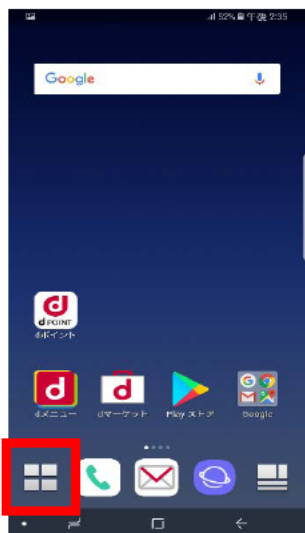 52% 午後 2:35
Google
d POINT
dポイント
dメニュー
dマーケット
Play ストア
Google